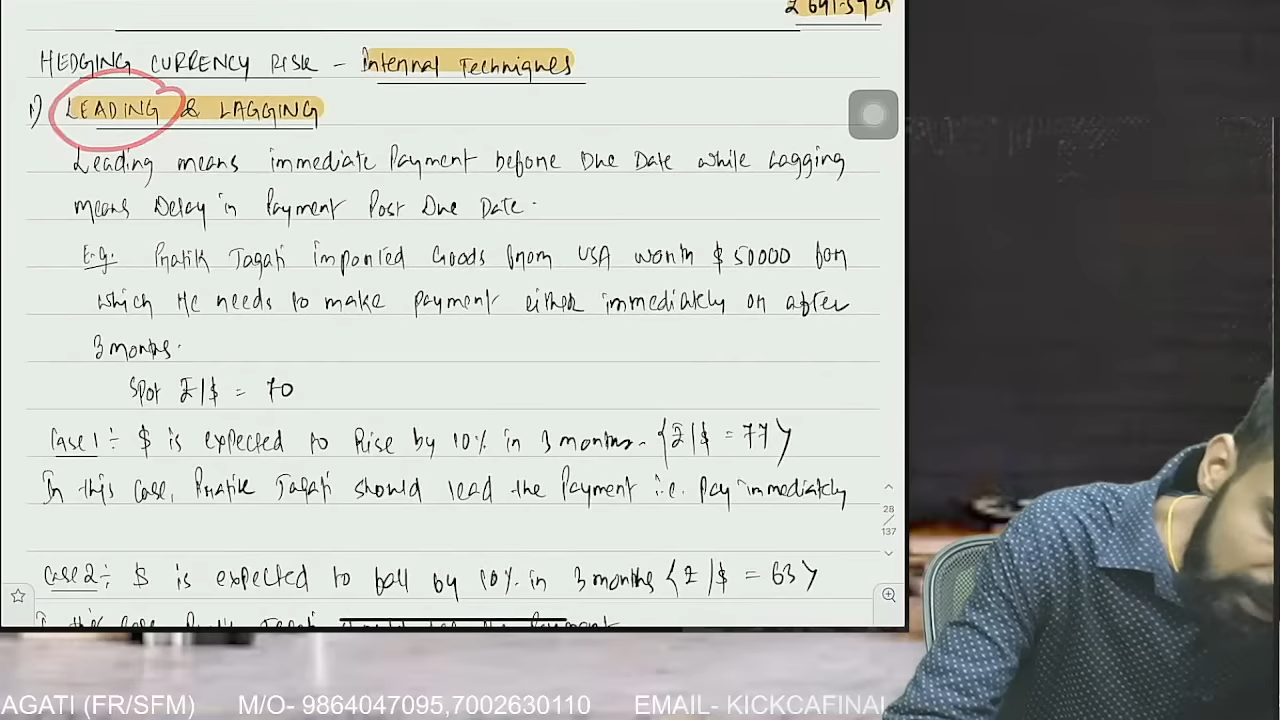 HEDGING CURRENCY RISK - Internal Techniques
1) LEADING & LAGGING
Leading means immediate Payment before Due Date while Lagging
means Delay in Payment Post Due Date.
E.g. Pratik Jagati imported Goods from USA worth $ 50000 for
which He needs to make payment either immediately or after
3 months.
Spot ₹/$ = 70
Case 1 ÷ $ is expected to Rise by 10% in 3 months - {₹/$ = 77}
In this Case, Pratik Jagati should lead the Payment i.e. Pay immediately
28
/
137
Case 2 ÷ $ is expected to fall by 10% in 3 months {₹/$ = 63}
AGATI (FR/SFM) M/O- 9864047095,7002630110 EMAIL- KICKCAFINAL